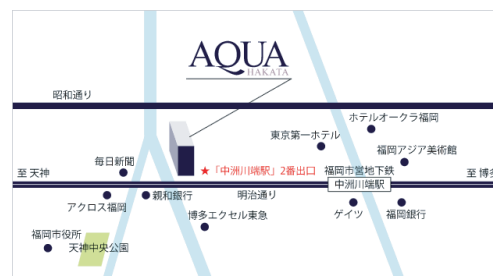 AQUA
HAKATA
昭和通り
ホテルオークラ福岡
東京第一ホテル
福岡アジア美術館
毎日新聞
★「中洲川端駅」2番出口
福岡市営地下鉄
至 天神
中洲川端駅
至 博多
親和銀行
明治通り
アクロス福岡
博多エクセル東急
ゲイツ
福岡銀行
福岡市役所
天神中央公園